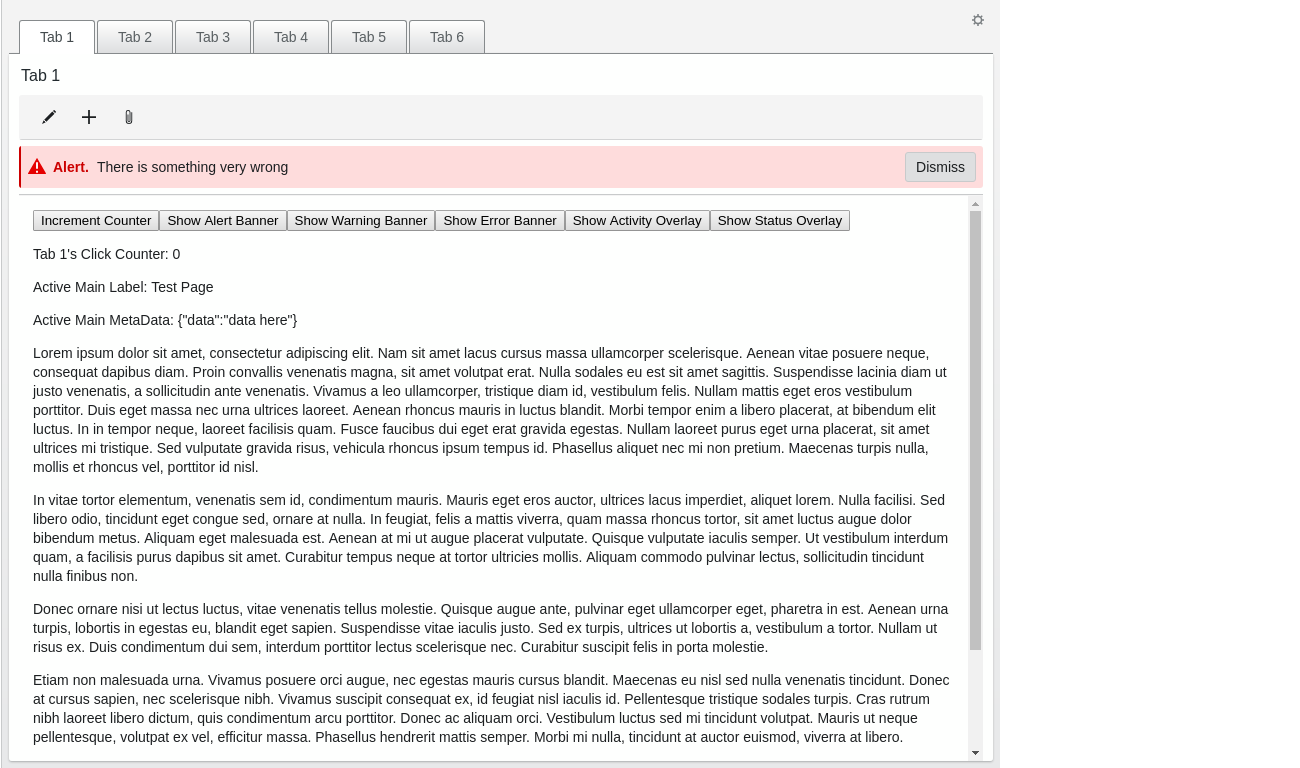 Tab 1 Tab 2 Tab 3 Tab 4 Tab 5 Tab 6
Tab 1
Alert. There is something very wrong Dismiss
Increment Counter Show Alert Banner Show Warning Banner Show Error Banner Show Activity Overlay Show Status Overlay
Tab 1's Click Counter: 0
Active Main Label: Test Page
Active Main MetaData: {"data":"data here"}
Lorem ipsum dolor sit amet, consectetur adipiscing elit. Nam sit amet lacus cursus massa ullamcorper scelerisque. Aenean vitae posuere neque,
consequat dapibus diam. Proin convallis venenatis magna, sit amet volutpat erat. Nulla sodales eu est sit amet sagittis. Suspendisse lacinia diam ut
justo venenatis, a sollicitudin ante venenatis. Vivamus a leo ullamcorper, tristique diam id, vestibulum felis. Nullam mattis eget eros vestibulum
porttitor. Duis eget massa nec urna ultrices laoreet. Aenean rhoncus mauris in luctus blandit. Morbi tempor enim a libero placerat, at bibendum elit
luctus. In in tempor neque, laoreet facilisis quam. Fusce faucibus dui eget erat gravida egestas. Nullam laoreet purus eget urna placerat, sit amet
ultrices mi tristique. Sed vulputate gravida risus, vehicula rhoncus ipsum tempus id. Phasellus aliquet nec mi non pretium. Maecenas turpis nulla,
mollis et rhoncus vel, porttitor id nisl.
In vitae tortor elementum, venenatis sem id, condimentum mauris. Mauris eget eros auctor, ultrices lacus imperdiet, aliquet lorem. Nulla facilisi. Sed
libero odio, tincidunt eget congue sed, ornare at nulla. In feugiat, felis a mattis viverra, quam massa rhoncus tortor, sit amet luctus augue dolor
bibendum metus. Aliquam eget malesuada est. Aenean at mi ut augue placerat vulputate. Quisque vulputate iaculis semper. Ut vestibulum interdum
quam, a facilisis purus dapibus sit amet. Curabitur tempus neque at tortor ultricies mollis. Aliquam commodo pulvinar lectus, sollicitudin tincidunt
nulla finibus non.
Donec ornare nisi ut lectus luctus, vitae venenatis tellus molestie. Quisque augue ante, pulvinar eget ullamcorper eget, pharetra in est. Aenean urna
turpis, lobortis in egestas eu, blandit eget sapien. Suspendisse vitae iaculis justo. Sed ex turpis, ultrices ut lobortis a, vestibulum a tortor. Nullam ut
risus ex. Duis condimentum dui sem, interdum porttitor lectus scelerisque nec. Curabitur suscipit felis in porta molestie.
Etiam non malesuada urna. Vivamus posuere orci augue, nec egestas mauris cursus blandit. Maecenas eu nisl sed nulla venenatis tincidunt. Donec
at cursus sapien, nec scelerisque nibh. Vivamus suscipit consequat ex, id feugiat nisl iaculis id. Pellentesque tristique sodales turpis. Cras rutrum
nibh laoreet libero dictum, quis condimentum arcu porttitor. Donec ac aliquam orci. Vestibulum luctus sed mi tincidunt volutpat. Mauris ut neque
pellentesque, volutpat ex vel, efficitur massa. Phasellus hendrerit mattis semper. Morbi mi nulla, tincidunt at auctor euismod, viverra at libero.